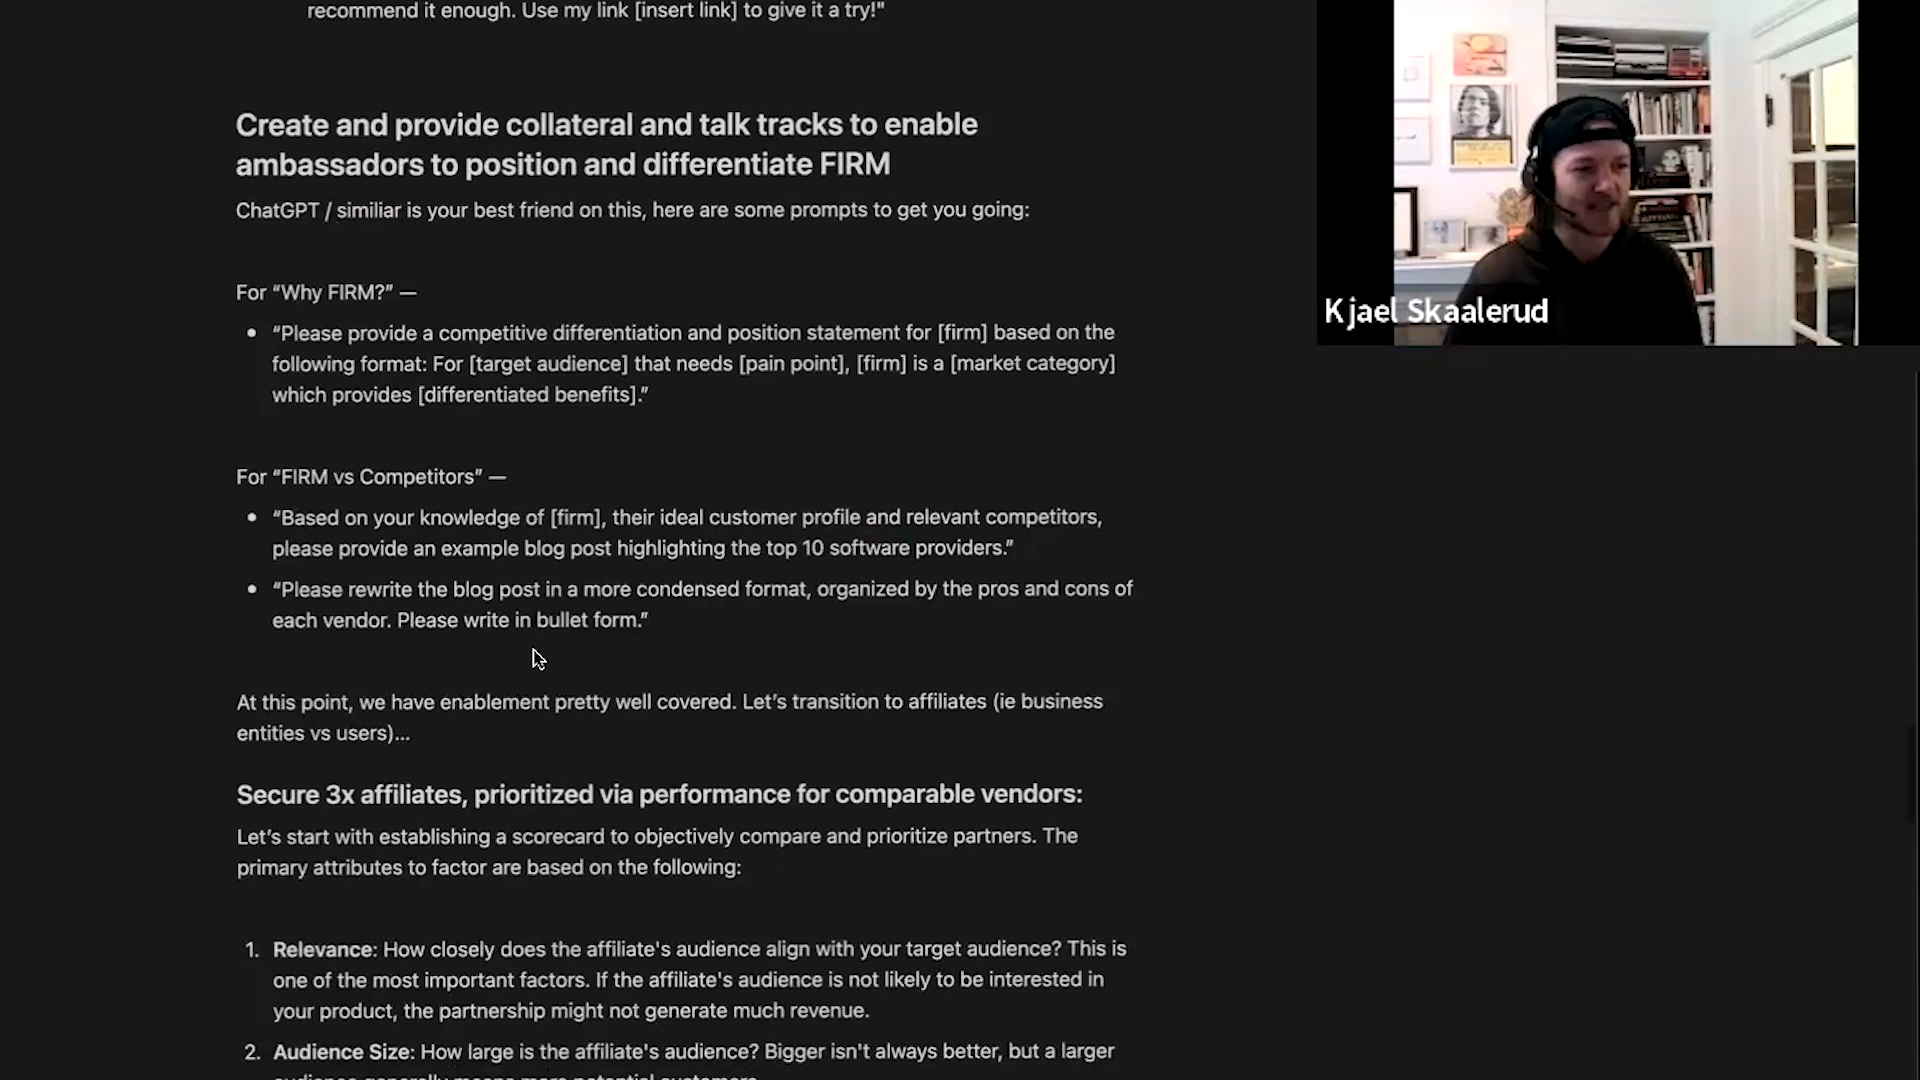 recommend it enough. Use my link [insert link] to give it a try!"
Create and provide collateral and talk tracks to enable
ambassadors to position and differentiate FIRM
ChatGPT / similiar is your best friend on this, here are some prompts to get you going:
For “Why FIRM?” —
• “Please provide a competitive differentiation and position statement for [firm] based on the
following format: For [target audience] that needs [pain point], [firm] is a [market category]
which provides [differentiated benefits].”
For “FIRM vs Competitors” —
• “Based on your knowledge of [firm], their ideal customer profile and relevant competitors,
please provide an example blog post highlighting the top 10 software providers.”
• “Please rewrite the blog post in a more condensed format, organized by the pros and cons of
each vendor. Please write in bullet form.”
At this point, we have enablement pretty well covered. Let’s transition to affiliates (ie business
entities vs users)...
Secure 3x affiliates, prioritized via performance for comparable vendors:
Let’s start with establishing a scorecard to objectively compare and prioritize partners. The
primary attributes to factor are based on the following:
1. Relevance: How closely does the affiliate's audience align with your target audience? This is
one of the most important factors. If the affiliate's audience is not likely to be interested in
your product, the partnership might not generate much revenue.
2. Audience Size: How large is the affiliate's audience? Bigger isn't always better, but a larger
Kjael Skaalerud